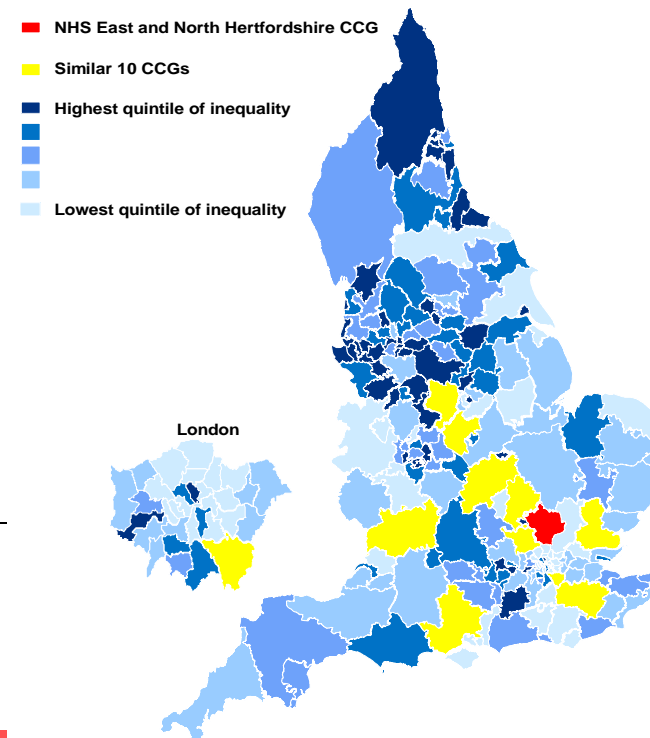 NHS East and North Hertfordshire CCG
Similar 10 CCGs
Highest quintile of inequality
Lowest quintile of inequality
London